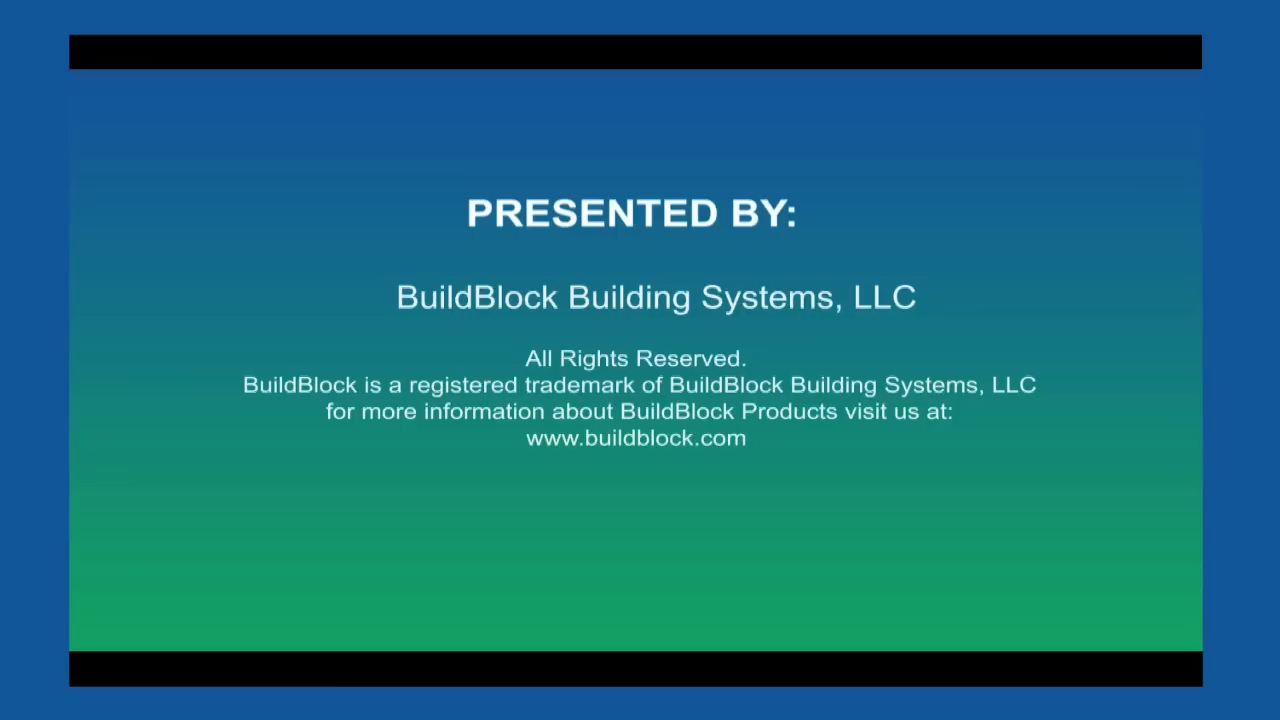 PRESENTED BY:
BuildBlock Building Systems, LLC
All Rights Reserved.
BuildBlock is a registered trademark of BuildBlock Building Systems, LLC
for more information about BuildBlock Products visit us at:
www.buildblock.com